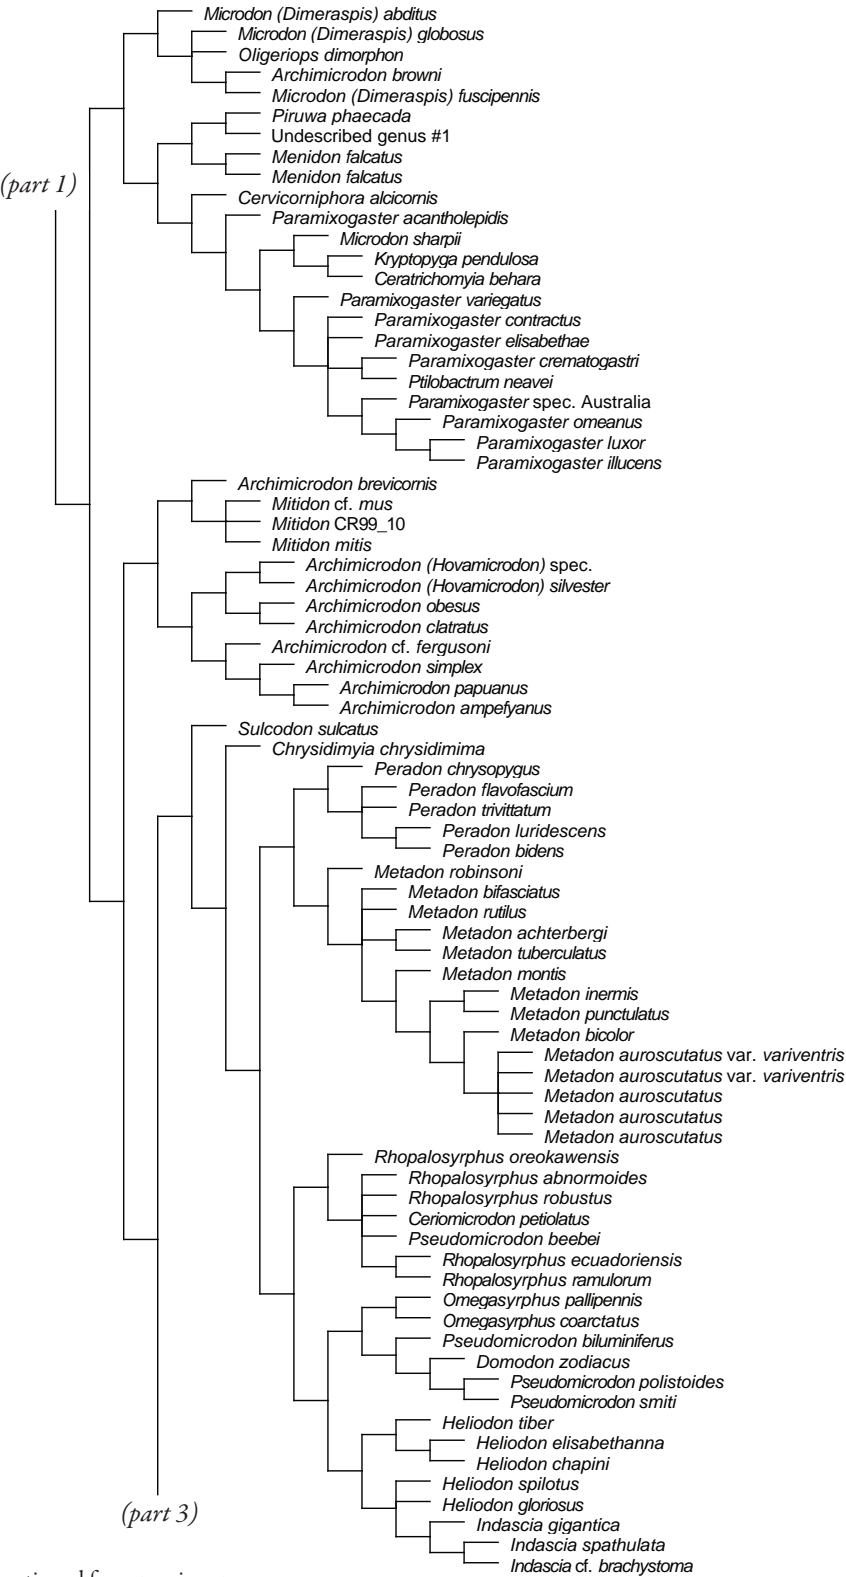 Microdon (Dimeraspis) abditus
Microdon (Dimeraspis) globosus
Oligeriops dimorphon
Archimicrodon browni
Microdon (Dimeraspis) fuscipennis
Piruwa phaecada
Undescribed genus #1
Menidon falcatus
Menidon falcatus
(part 1)
Cervicorniphora alcicornis
Paramixogaster acantholepidis
Microdon sharpii
Kryptopyga pendulosa
Ceratrichomyia behara
Paramixogaster variegatus
Paramixogaster contractus
Paramixogaster elisabethae
Paramixogaster crematogastri
Ptilobactrum neavei
Paramixogaster spec. Australia
Paramixogaster omeanus
Paramixogaster luxor
Paramixogaster illucens
Archimicrodon brevicornis
Mitidon cf. mus
Mitidon CR99_10
Mitidon mitis
Archimicrodon (Hovamicrodon) spec.
Archimicrodon (Hovamicrodon) silvester
Archimicrodon obesus
Archimicrodon clatratus
Archimicrodon cf. fergusoni
Archimicrodon simplex
Archimicrodon papuanus
Archimicrodon ampefyanus
Sulcodon sulcatus
Chrysidimyia chrysidimima
Peradon chrysopygus
Peradon flavofascium
Peradon trivittatum
Peradon luridescens
Peradon bidens
Metadon robinsoni
Metadon bifasciatus
Metadon rutilus
Metadon achterbergi
Metadon tuberculatus
Metadon montis
Metadon inermis
Metadon punctulatus
Metadon bicolor
Metadon auroscutatus var. variventris
Metadon auroscutatus var. variventris
Metadon auroscutatus
Metadon auroscutatus
Metadon auroscutatus
Rhopalosyrphus oreokawensis
Rhopalosyrphus abnormoides
Rhopalosyrphus robustus
Ceriomicrodon petiolatus
Pseudomicrodon beebei
Rhopalosyrphus ecuadoriensis
Rhopalosyrphus ramulorum
Omegasyrphus pallipennis
Omegasyrphus coarctatus
Pseudomicrodon biluminiferus
Domodon zodiacus
Pseudomicrodon polistoides
Pseudomicrodon smiti
Heliodon tiber
Heliodon elisabethanna
Heliodon chapini
Heliodon spilotus
Heliodon gloriosus
(part 3)
Indascia gigantica
Indascia spathulata
Indascia cf. brachystoma